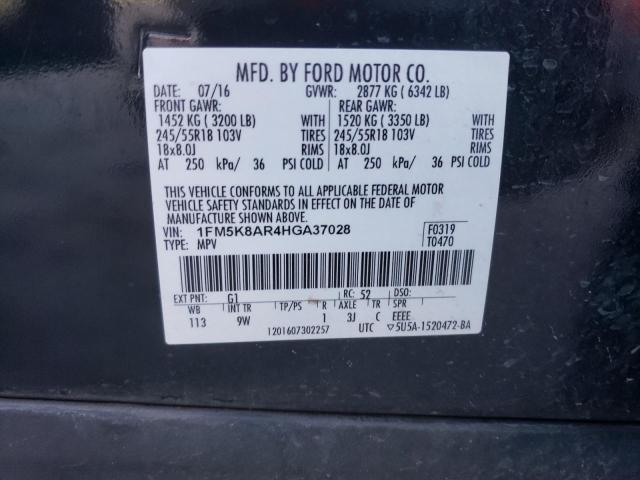 MFD. BY FORD MOTOR CO.
DATE: 07/16 GVWR: 2877 KG ( 6342 LB)
FRONT GAWR: REAR GAWR:
1452 KG ( 3200 LB) WITH 1520 KG ( 3350 LB) WITH
245/55R18 103V TIRES 245/55R18 103V TIRES
18x8.0J RIMS 18x8.0J RIMS
AT 250 kPa/ 36 PSI COLD AT 250 kPa/ 36 PSI COLD
THIS VEHICLE CONFORMS TO ALL APPLICABLE FEDERAL MOTOR
VEHICLE SAFETY STANDARDS IN EFFECT ON THE DATE OF
MANUFACTURE SHOWN ABOVE.
VIN: 1FM5K8AR4HGA37028 F0319
TYPE: MPV T0470
EXT PNT: G1 RC: 52 DSO:
WB INT TR TP/PS R AXLE TR SPR
113 9W 1 3J C EEEE
1201607302257 UTC ▽5U5A-1520472-BA